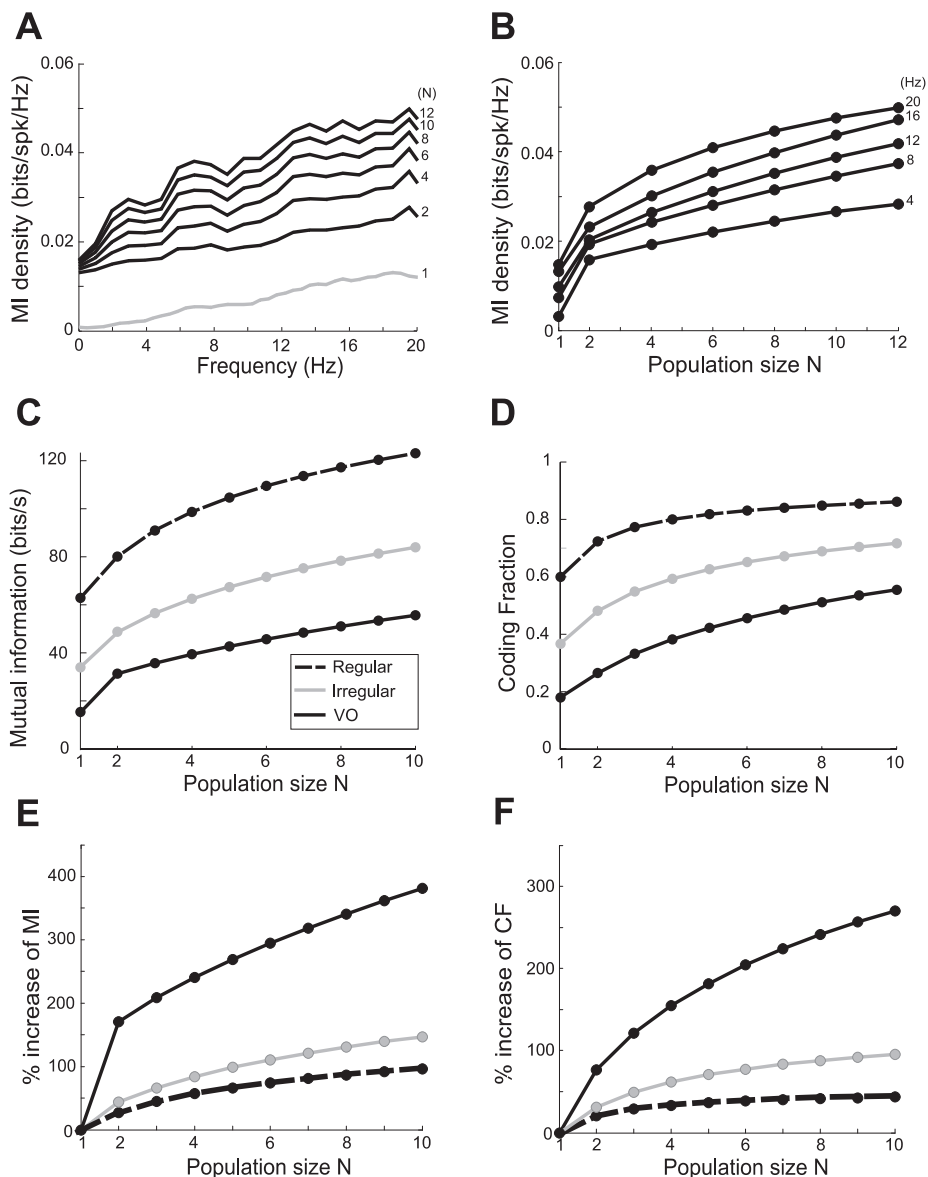 A
MI density (bits/spk/Hz)
0.06
0.04
0.02
0
(N)
12
10
8
6
4
2
1
0 4 8 12 16 20
Frequency (Hz)
B
MI density (bits/spk/Hz)
0.06
0.04
0.02
0
(Hz)
20
16
12
8
4
1 2 4 6 8 10 12
Population size N
C
Mutual information (bits/s)
120
80
40
0
Regular
Irregular
VO
1 2 4 6 8 10
Population size N
D
Coding Fraction
1
0.8
0.6
0.4
0.2
0
1 2 4 6 8 10
Population size N
E
% increase of MI
400
300
200
100
0
1 2 4 6 8 10
Population size N
F
% increase of CF
300
200
100
0
1 2 4 6 8 10
Population size N